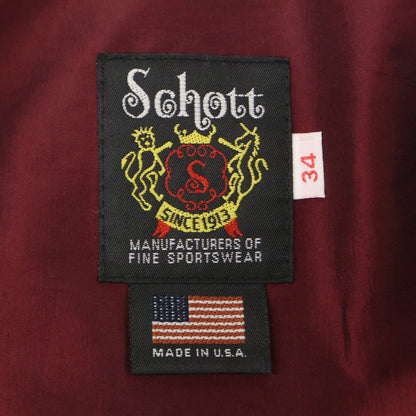 Schott
S
SINCE 1913
MANUFACTURERS OF
FINE SPORTSWEAR
34
MADE IN U.S.A.